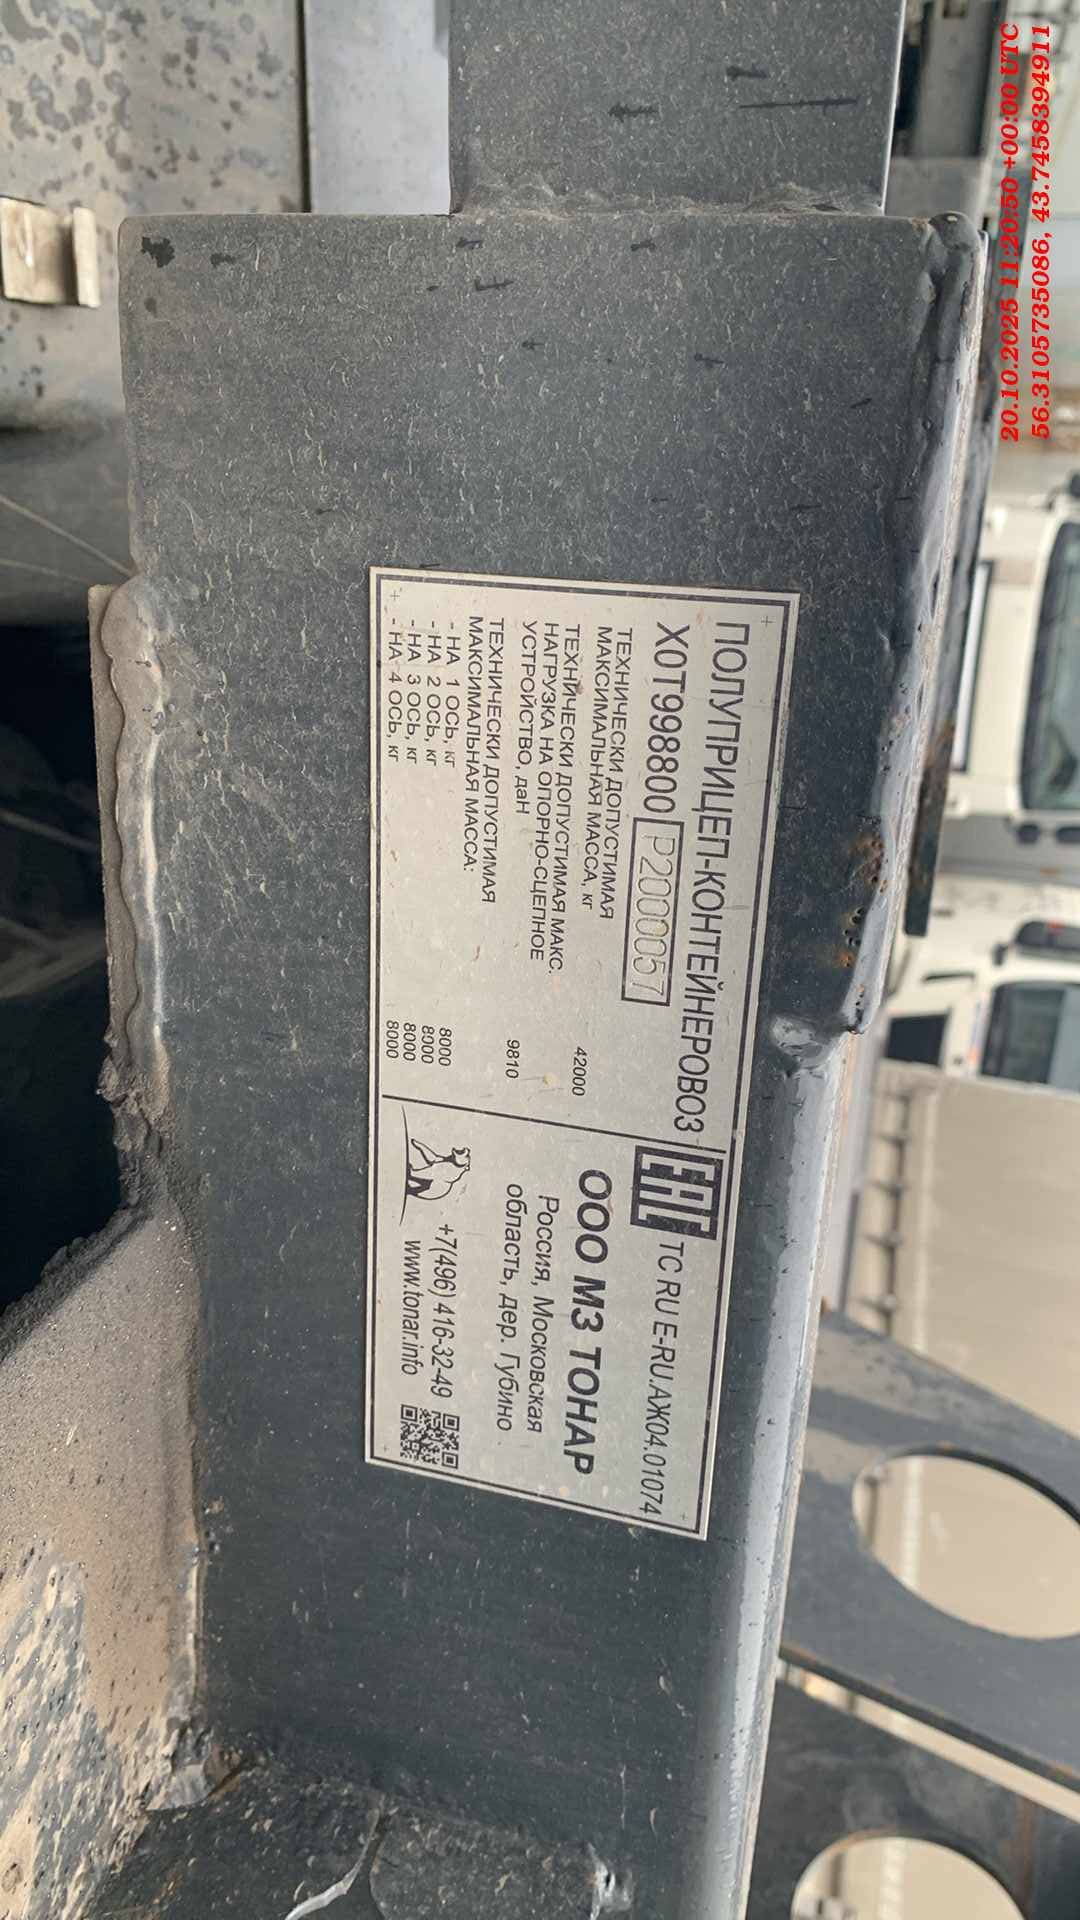 ПОЛУПРИЦЕП-КОНТЕЙНЕРОВОЗ
X0T998800 P2000057
ТЕХНИЧЕСКИ ДОПУСТИМАЯ
МАКСИМАЛЬНАЯ МАССА, кг 42000
ТЕХНИЧЕСКИ ДОПУСТИМАЯ МАКС.
НАГРУЗКА НА ОПОРНО-СЦЕПНОЕ
УСТРОЙСТВО, даН 9810
ТЕХНИЧЕСКИ ДОПУСТИМАЯ
МАКСИМАЛЬНАЯ МАССА:
- НА 1 ОСЬ, кг 8000
- НА 2 ОСЬ, кг 8000
- НА 3 ОСЬ, кг 8000
- НА 4 ОСЬ, кг 8000
ЕАС ТС RU E-RU.АЖ04.01074
ООО МЗ ТОНАР
Россия, Московская
область, дер. Губино
+7(496) 416-32-49
www.tonar.info
20.10.2025 11:20:50 +00:00 UTC
56.310573508086, 43.7458394911